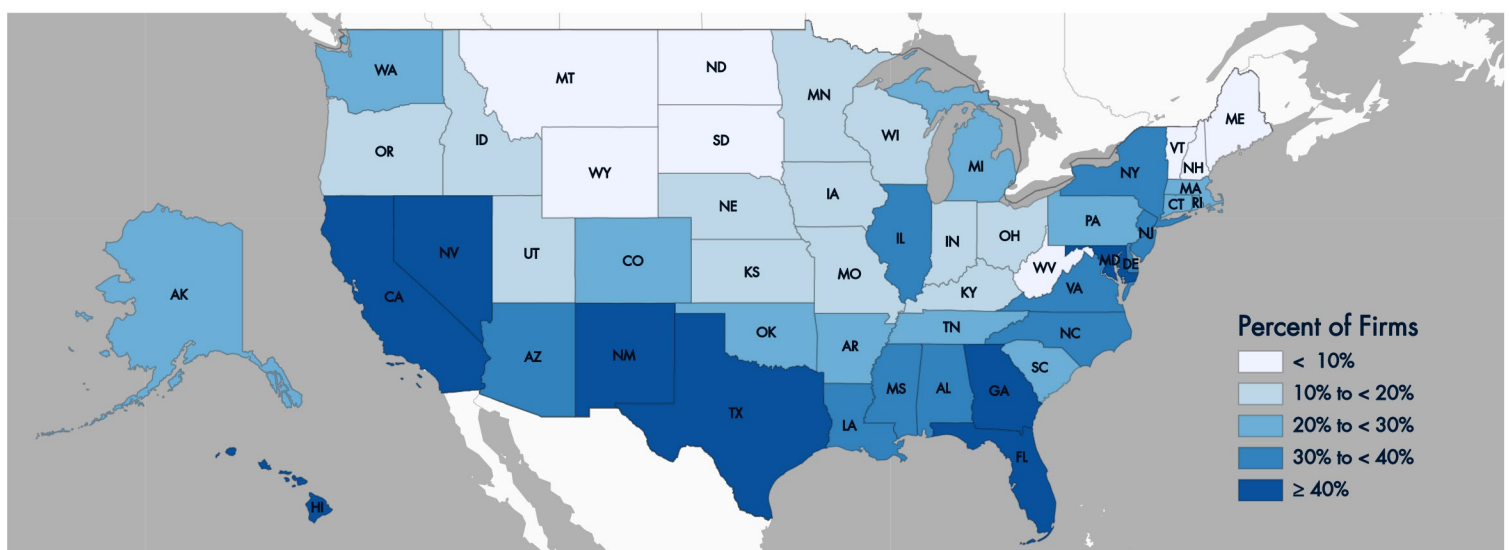 WA
MT
ND
MN
ME
OR
ID
SD
WI
VT
NH
WY
MI
NY
MA
CT
RI
NE
IA
PA
NV
UT
CO
IL
IN
OH
NJ
KS
MO
WV
MD
DE
AK
CA
KY
VA
AZ
NM
OK
AR
TN
NC
SC
TX
MS
AL
GA
LA
FL
HI
Percent of Firms
< 10%
10% to < 20%
20% to < 30%
30% to < 40%
≥ 40%